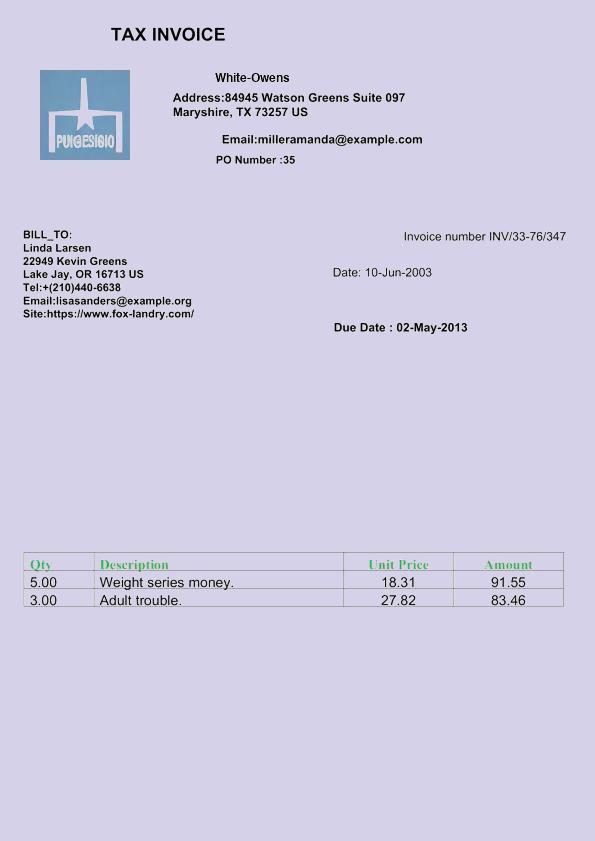 TAX INVOICE
White-Owens
Address:84945 Watson Greens Suite 097
Maryshire, TX 73257 US
Email:milleramanda@example.com
PO Number :35
PUIGESIGIO
BILL_TO:
Linda Larsen
22949 Kevin Greens
Lake Jay, OR 16713 US
Tel:+(210)440-6638
Email:lisasanders@example.org
Site:https://www.fox-landry.com/
Invoice number INV/33-76/347
Date: 10-Jun-2003
Due Date : 02-May-2013
Qty Description Unit Price Amount
5.00 Weight series money. 18.31 91.55
3.00 Adult trouble. 27.82 83.46